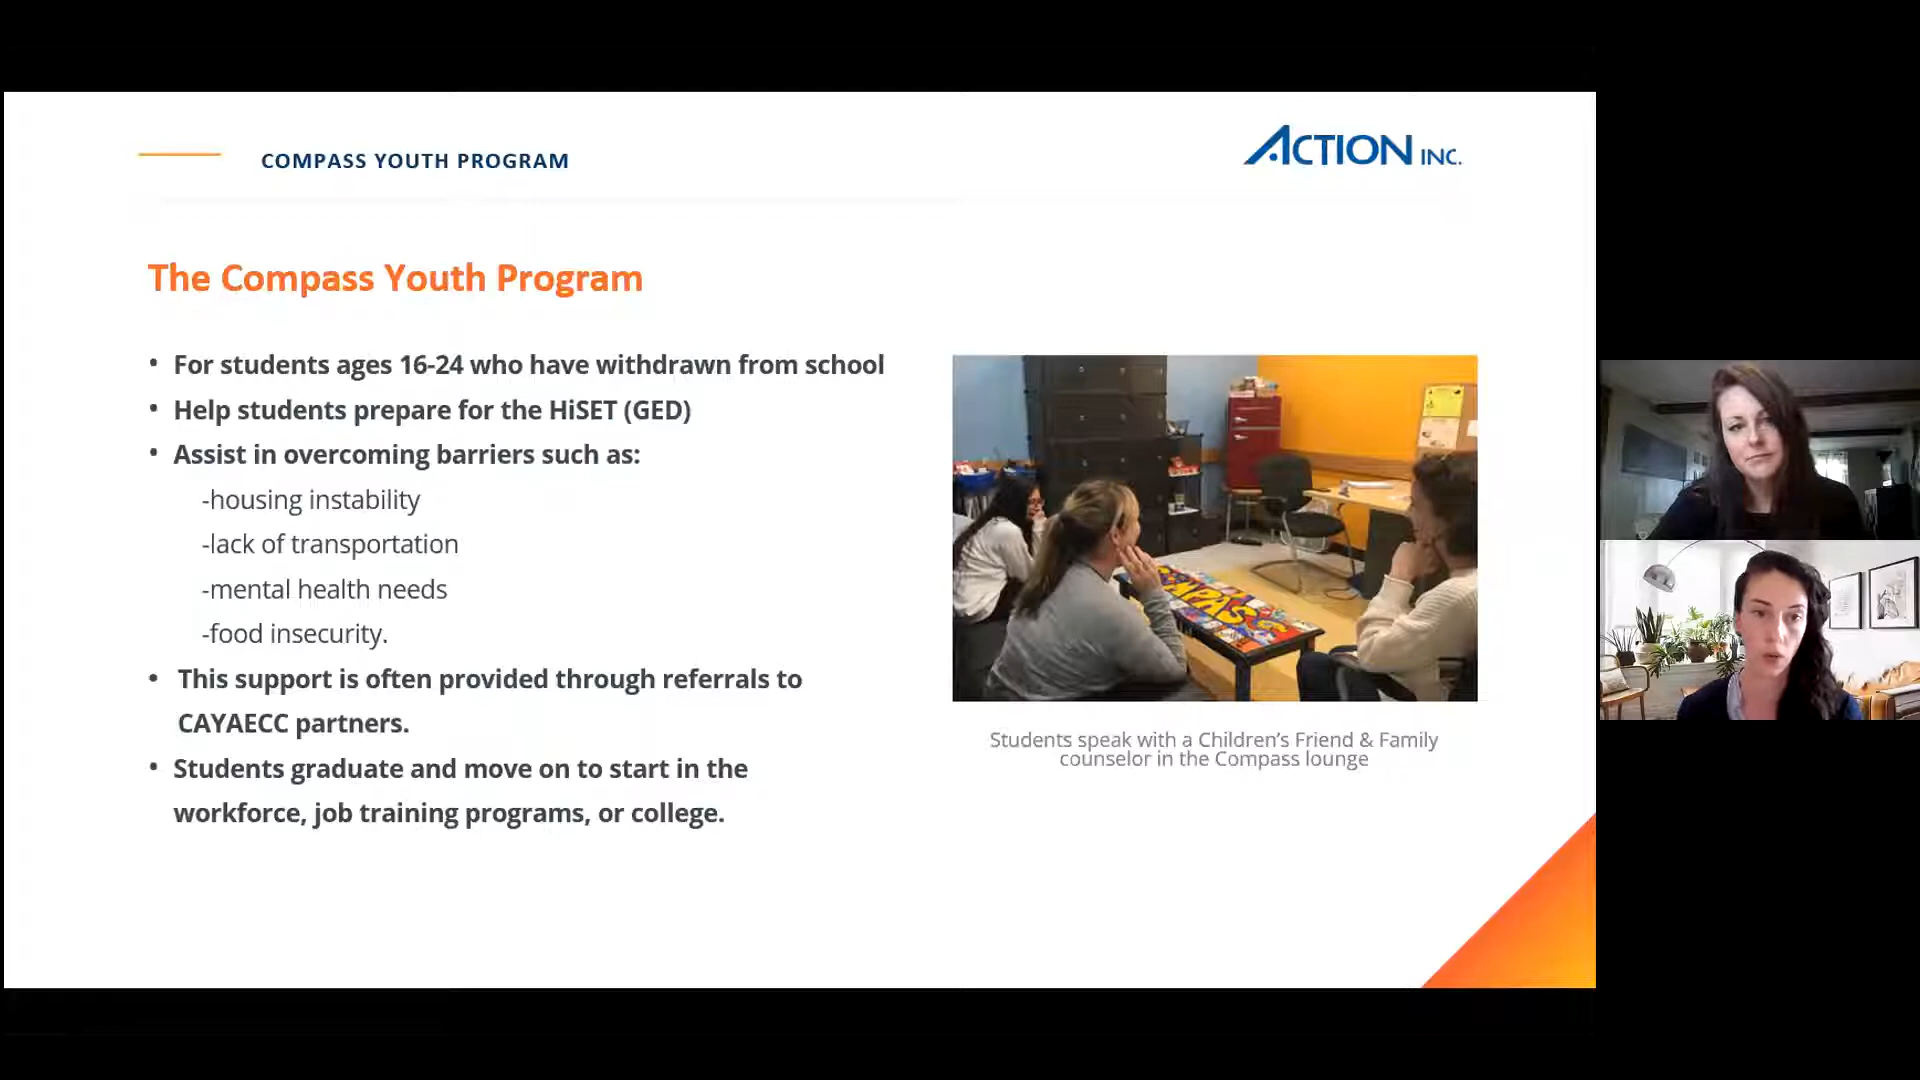 COMPASS YOUTH PROGRAM
ACTION INC.
The Compass Youth Program
• For students ages 16-24 who have withdrawn from school
• Help students prepare for the HiSET (GED)
• Assist in overcoming barriers such as:
-housing instability
-lack of transportation
-mental health needs
-food insecurity.
• This support is often provided through referrals to
CAYAECC partners.
• Students graduate and move on to start in the
workforce, job training programs, or college.
COMPASS
Students speak with a Children’s Friend & Family
counselor in the Compass lounge